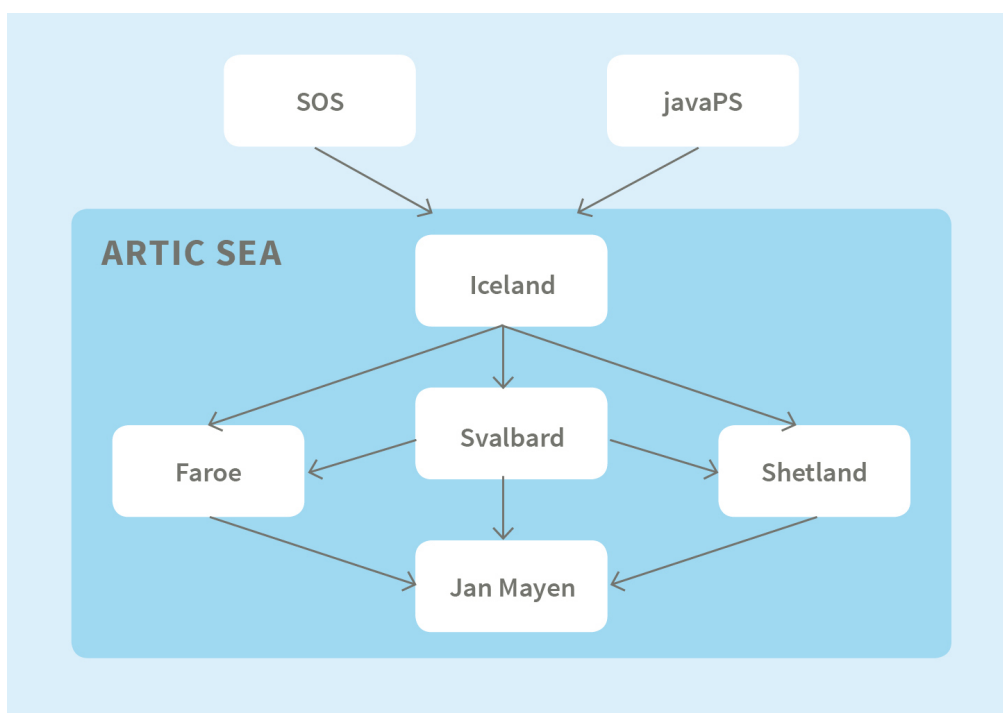 SOS
javaPS
ARTIC SEA
Iceland
Svalbard
Faroe
Shetland
Jan Mayen